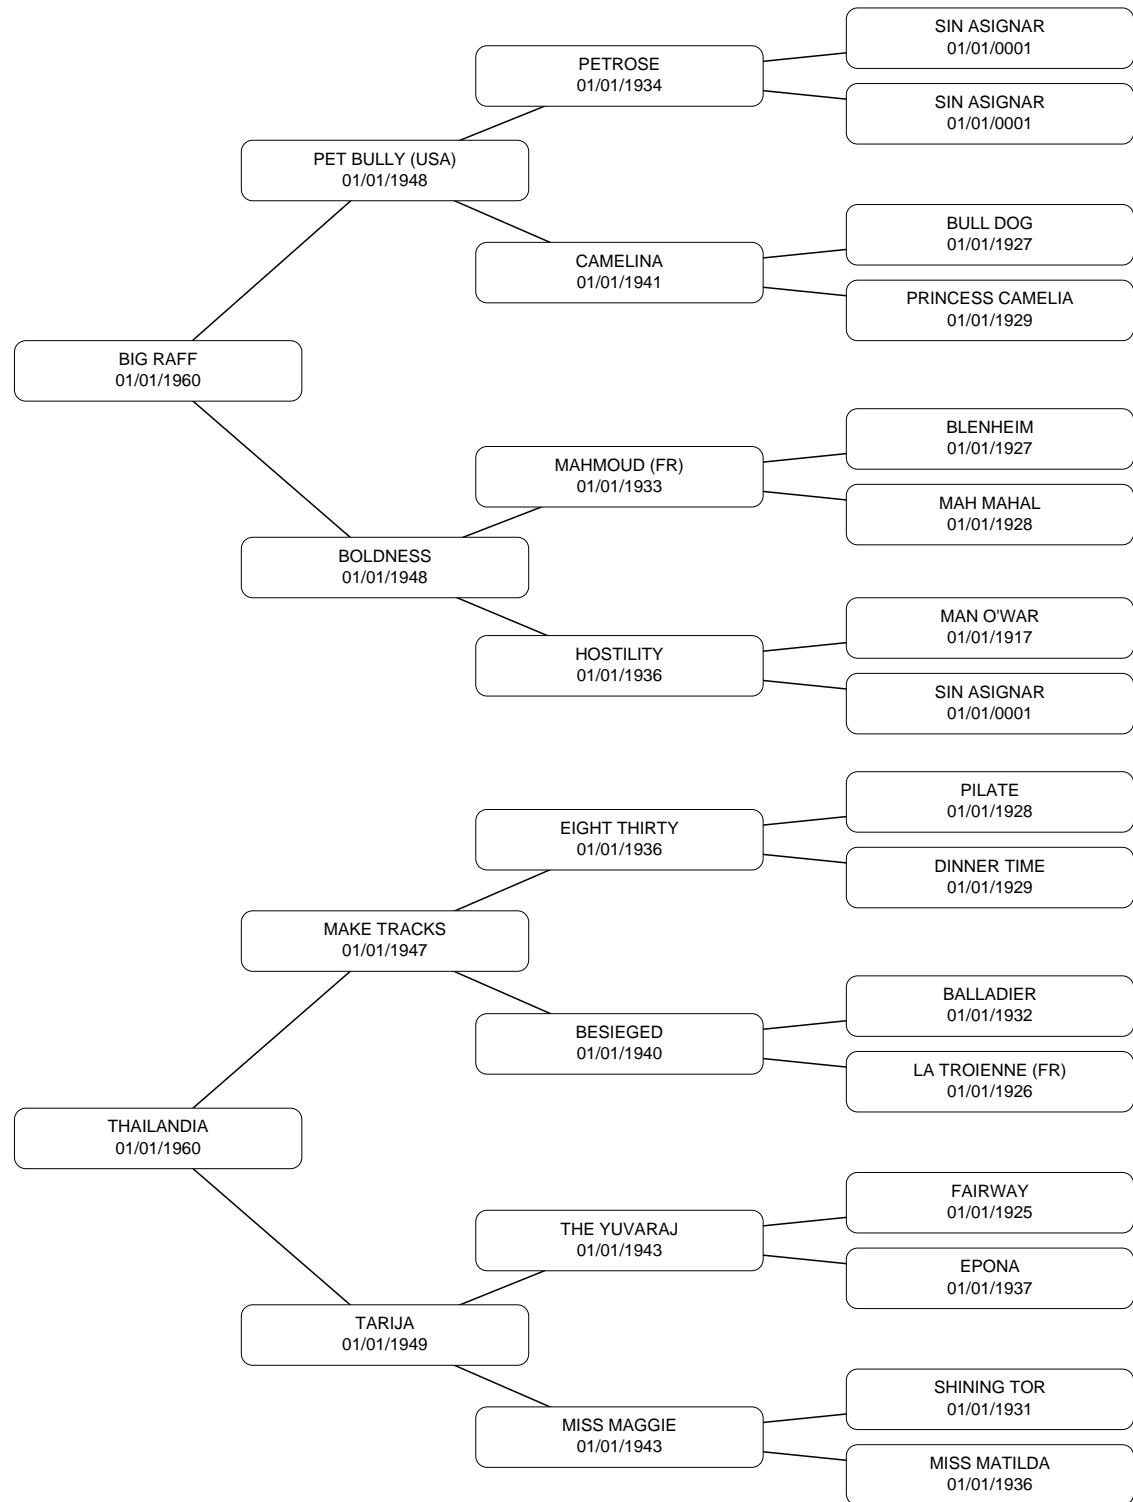 SIN ASIGNAR
01/01/0001
PETROSE
01/01/1934
SIN ASIGNAR
01/01/0001
PET BULLY (USA)
01/01/1948
BULL DOG
01/01/1927
CAMELINA
01/01/1941
PRINCESS CAMELIA
01/01/1929
BIG RAFF
01/01/1960
BLENHEIM
01/01/1927
MAHMOUD (FR)
01/01/1933
MAH MAHAL
01/01/1928
BOLDNESS
01/01/1948
MAN O'WAR
01/01/1917
HOSTILITY
01/01/1936
SIN ASIGNAR
01/01/0001
PILATE
01/01/1928
EIGHT THIRTY
01/01/1936
DINNER TIME
01/01/1929
MAKE TRACKS
01/01/1947
BALLADIER
01/01/1932
BESIEGED
01/01/1940
LA TROIENNE (FR)
01/01/1926
THAILANDIA
01/01/1960
FAIRWAY
01/01/1925
THE YUVARAJ
01/01/1943
EPONA
01/01/1937
TARIJA
01/01/1949
SHINING TOR
01/01/1931
MISS MAGGIE
01/01/1943
MISS MATILDA
01/01/1936